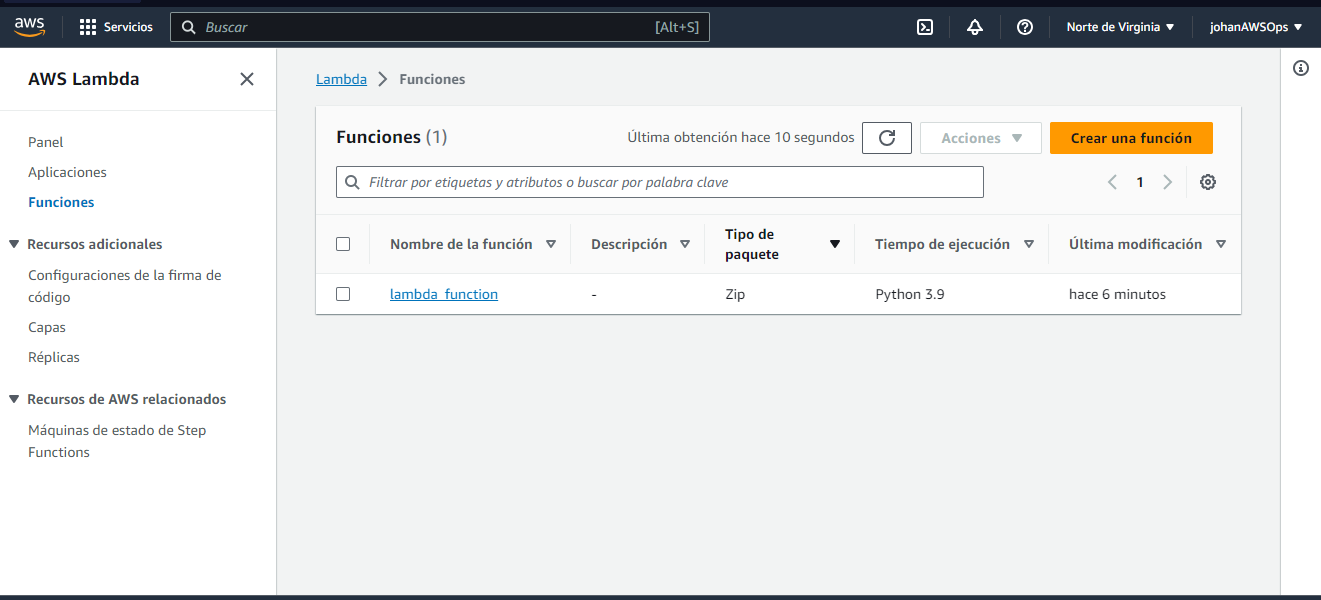 aws
Servicios
Buscar
[Alt+S]
Norte de Virginia
johanAWSOps
AWS Lambda
Panel
Aplicaciones
Funciones
Recursos adicionales
Configuraciones de la firma de
código
Capas
Réplicas
Recursos de AWS relacionados
Máquinas de estado de Step
Functions
Lambda
Funciones
Funciones (1)
Última obtención hace 10 segundos
Acciones
Crear una función
Filtrar por etiquetas y atributos o buscar por palabra clave
1
Nombre de la función
Descripción
Tipo de
paquete
Tiempo de ejecución
Última modificación
lambda_function
-
Zip
Python 3.9
hace 6 minutos